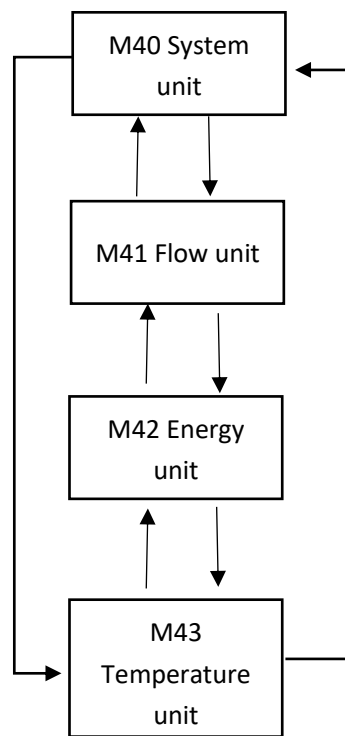 M40 System
unit
M41 Flow unit
M42 Energy
unit
M43
Temperature
unit